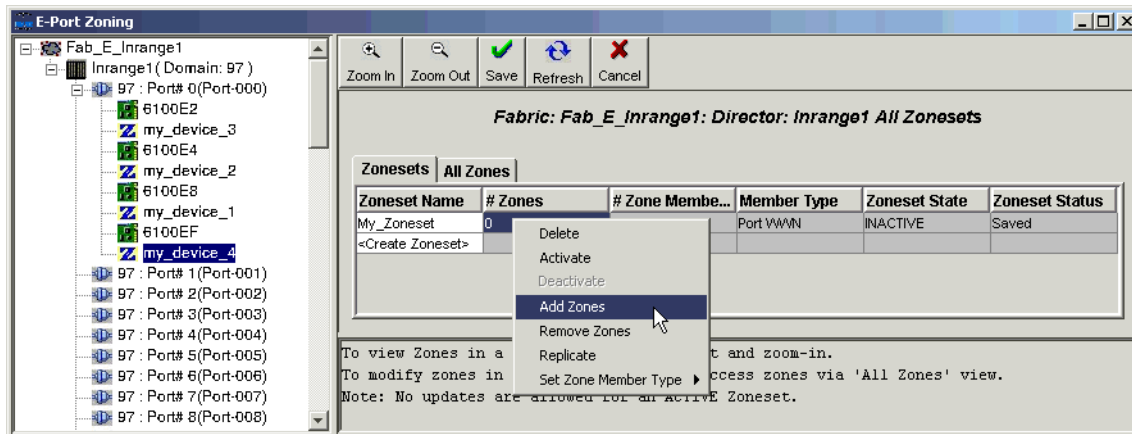 E-Port Zoning
Fab_E_Inrange1
Inrange1( Domain: 97 )
97 : Port# 0(Port-000)
6100E2
my_device_3
6100E4
my_device_2
6100E8
my_device_1
6100EF
my_device_4
97 : Port# 1(Port-001)
97 : Port# 2(Port-002)
97 : Port# 3(Port-003)
97 : Port# 4(Port-004)
97 : Port# 5(Port-005)
97 : Port# 6(Port-006)
97 : Port# 7(Port-007)
97 : Port# 8(Port-008)
Zoom In Zoom Out Save Refresh Cancel
Fabric: Fab_E_Inrange1: Director: Inrange1 All Zonesets
Zonesets All Zones
Zoneset Name # Zones # Zone Membe... Member Type Zoneset State Zoneset Status
My_Zoneset 0 Port WWN INACTIVE Saved
<Create Zoneset>
Delete
Activate
Deactivate
Add Zones
Remove Zones
Replicate
Set Zone Member Type
To view Zones in a t and zoom-in.
To modify zones in ccess zones via 'All Zones' view.
Note: No updates are allowed for an ACTIVE Zoneset.